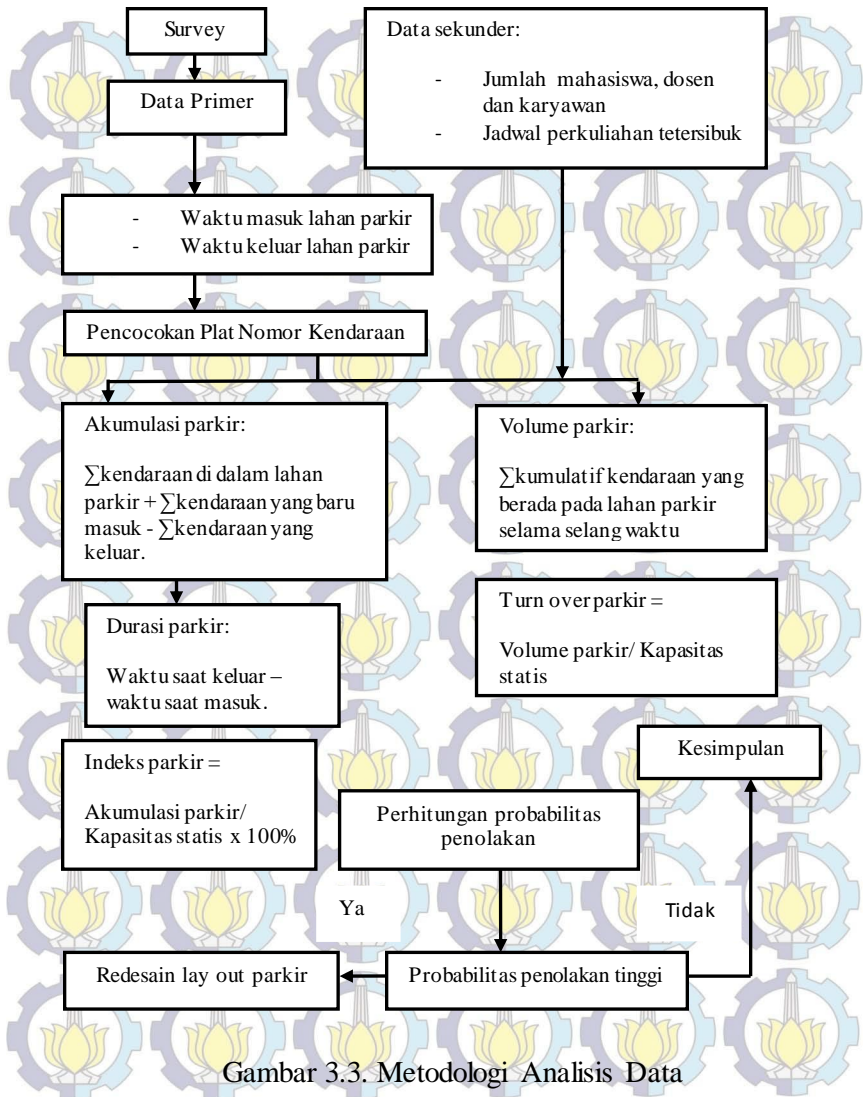 Survey
Data Primer
Data sekunder:
- Jumlah mahasiswa, dosen
dan karyawan
- Jadwal perkuliahan tetersibuk
- Waktu masuk lahan parkir
- Waktu keluar lahan parkir
Pencocokan Plat Nomor Kendaraan
Akumulasi parkir:
∑kendaraan di dalam lahan
parkir + ∑kendaraan yang baru
masuk - ∑kendaraan yang
keluar.
Volume parkir:
∑kumulatif kendaraan yang
berada pada lahan parkir
selama selang waktu
Durasi parkir:
Waktu saat keluar –
waktu saat masuk.
Turn over parkir =
Volume parkir/ Kapasitas
statis
Indeks parkir =
Akumulasi parkir/
Kapasitas statis x 100%
Kesimpulan
Perhitungan probabilitas
penolakan
Ya
Tidak
Redesain lay out parkir
Probabilitas penolakan tinggi
Gambar 3.3. Metodologi Analisis Data